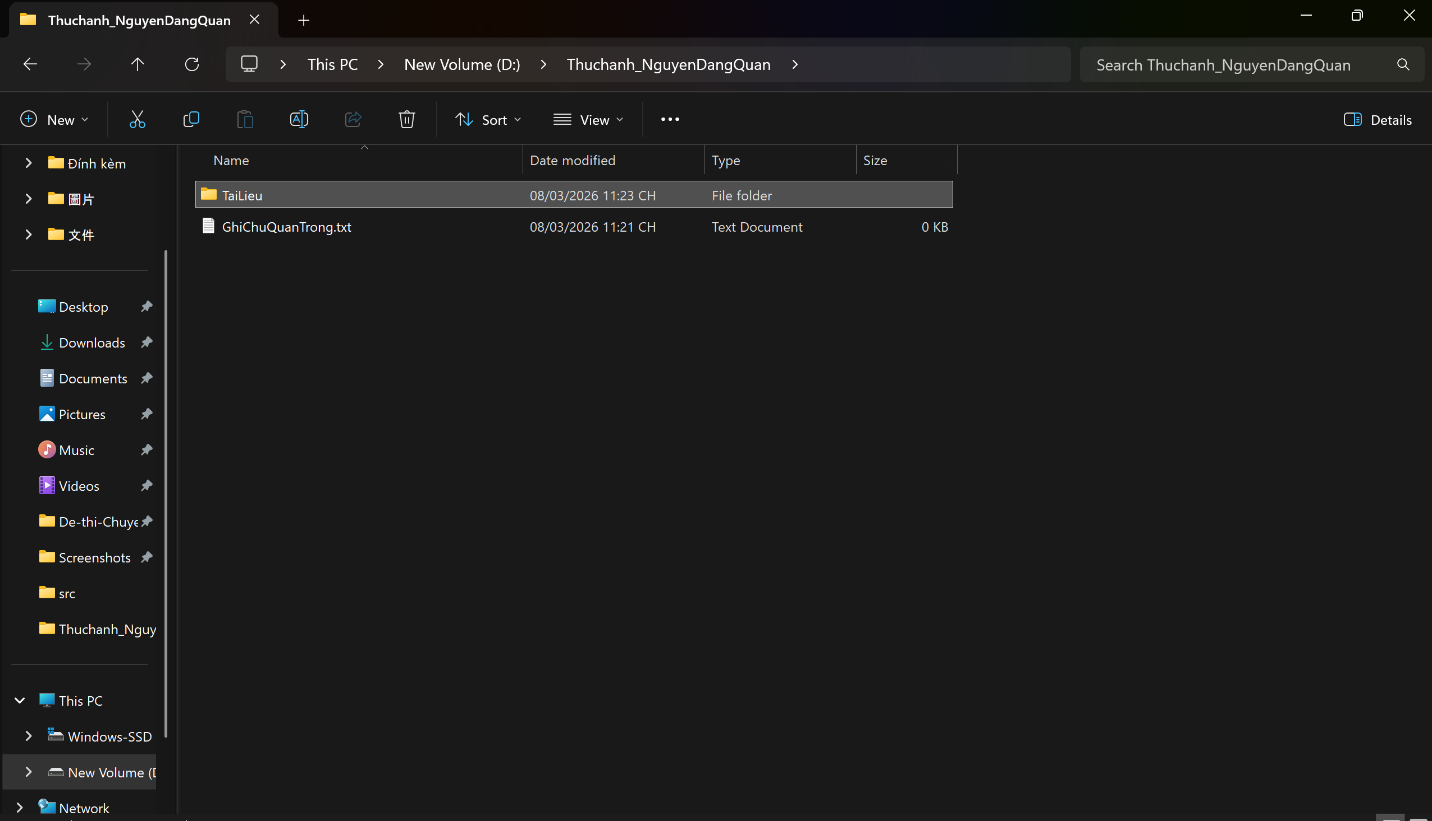 Thuchanh_NguyenDangQuan
This PC > New Volume (D:) > Thuchanh_NguyenDangQuan >
Search Thuchanh_NguyenDangQuan
New
Sort
View
Details
Đính kèm
圖片
文件
Desktop
Downloads
Documents
Pictures
Music
Videos
De-thi-Chuye
Screenshots
src
Thuchanh_Nguy
This PC
Windows-SSD
New Volume (D
Network
Name Date modified Type Size
TaiLieu 08/03/2026 11:23 CH File folder
GhiChuQuanTrong.txt 08/03/2026 11:21 CH Text Document 0 KB